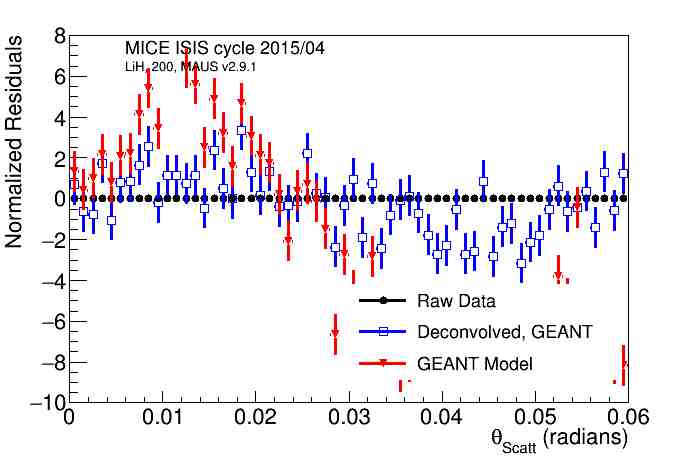 MICE ISIS cycle 2015/04
LiH, 200, MAUS v2.9.1
Normalized Residuals
8
6
4
2
0
−2
−4
−6
−8
−10
Raw Data
Deconvolved, GEANT
GEANT Model
0 0.01 0.02 0.03 0.04 0.05 0.06
θScatt (radians)